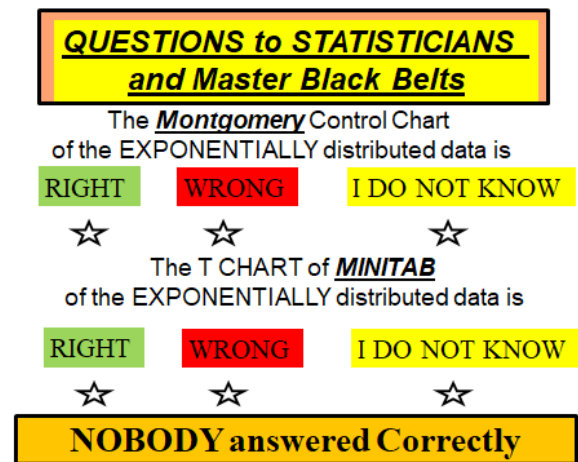 QUESTIONS to STATISTICIANS
and Master Black Belts
The Montgomery Control Chart
of the EXPONENTIALLY distributed data is
RIGHT WRONG I DO NOT KNOW
The T CHART of MINITAB
of the EXPONENTIALLY distributed data is
RIGHT WRONG I DO NOT KNOW
NOBODY answered Correctly